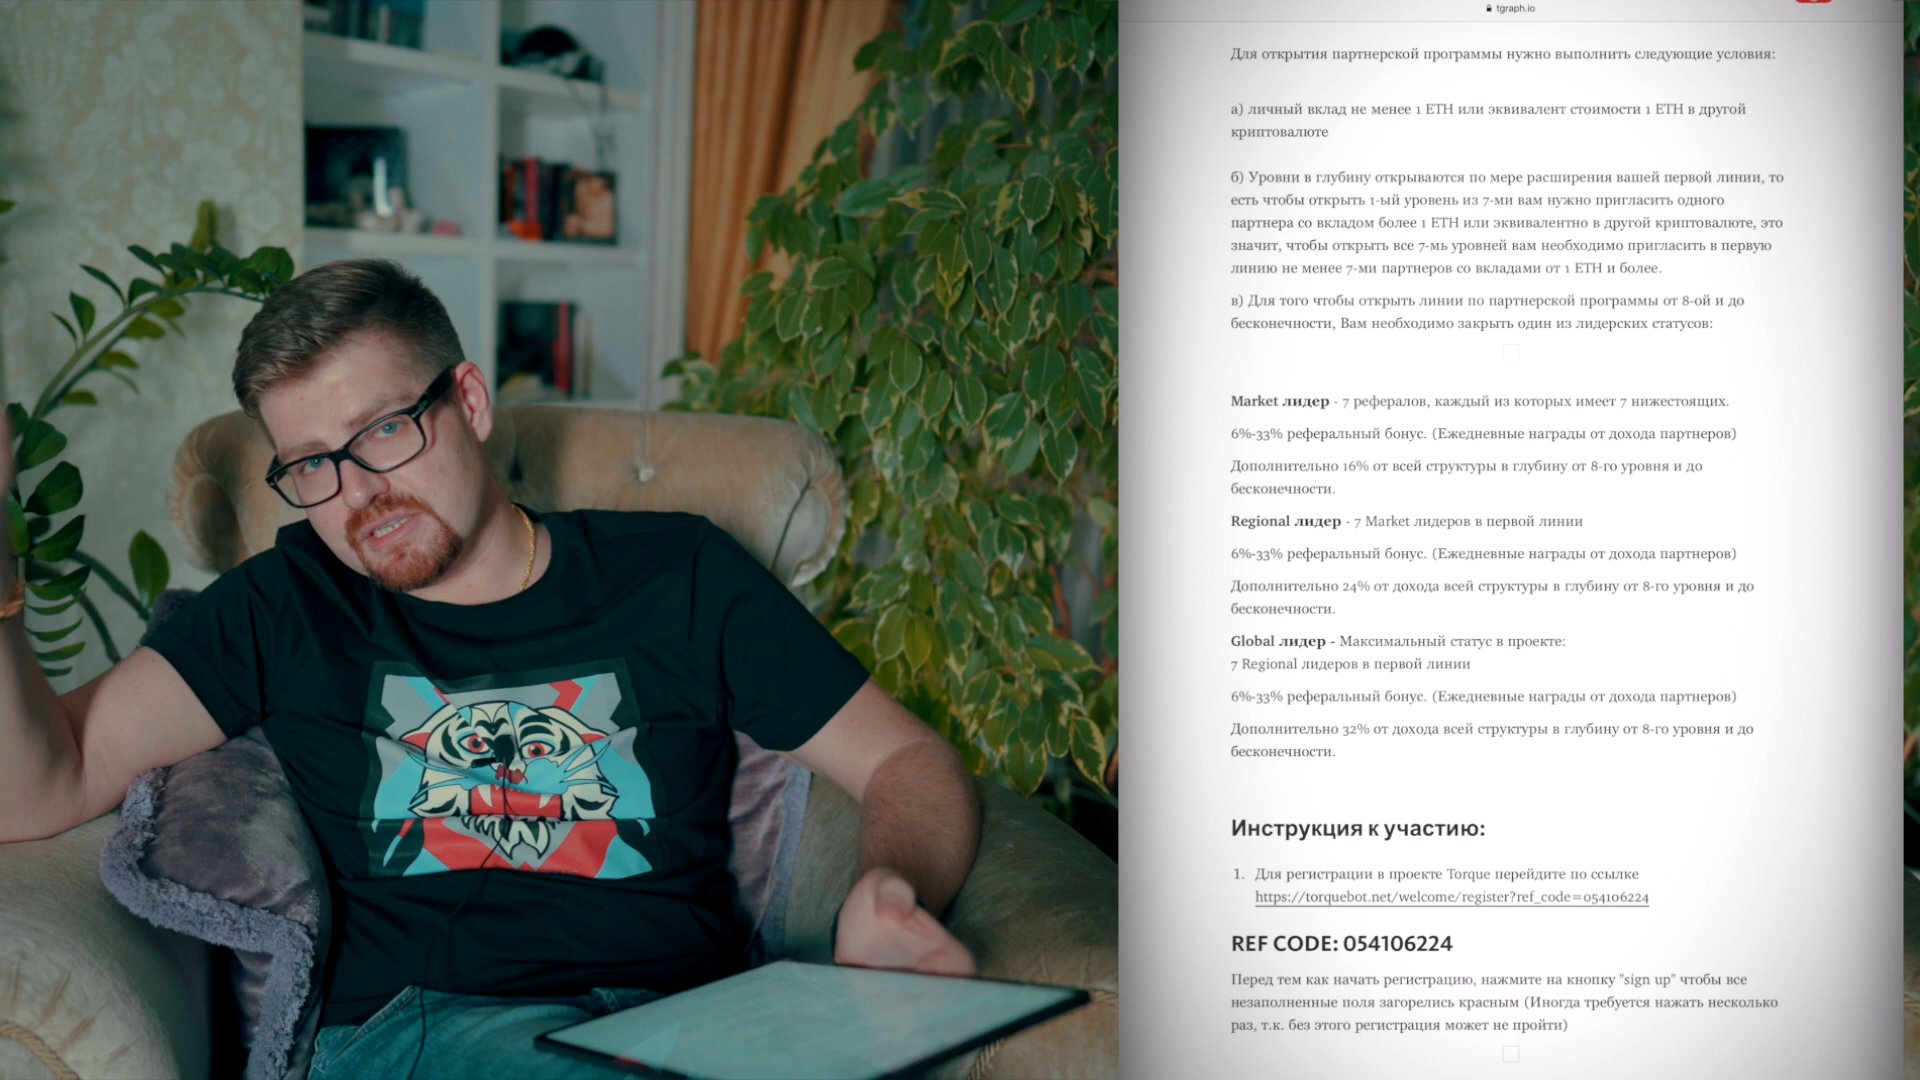 tgraph.io
Для открытия партнерской программы нужно выполнить следующие условия:
а) личный вклад не менее 1 ETH или эквивалент стоимости 1 ETH в другой
криптовалюте
б) Уровни в глубину открываются по мере расширения вашей первой линии, то
есть чтобы открыть 1-ый уровень из 7-ми вам нужно пригласить одного
партнера со вкладом более 1 ETH или эквивалентно в другой криптовалюте, это
значит, чтобы открыть все 7-мь уровней вам необходимо пригласить в первую
линию не менее 7-ми партнеров со вкладами от 1 ETH и более.
в) Для того чтобы открыть линии по партнерской программы от 8-ой и до
бесконечности, Вам необходимо закрыть один из лидерских статусов:
Market лидер - 7 рефералов, каждый из которых имеет 7 нижестоящих.
6%-33% реферальный бонус. (Ежедневные награды от дохода партнеров)
Дополнительно 16% от всей структуры в глубину от 8-го уровня и до
бесконечности.
Regional лидер - 7 Market лидеров в первой линии
6%-33% реферальный бонус. (Ежедневные награды от дохода партнеров)
Дополнительно 24% от дохода всей структуры в глубину от 8-го уровня и до
бесконечности.
Global лидер - Максимальный статус в проекте:
7 Regional лидеров в первой линии
6%-33% реферальный бонус. (Ежедневные награды от дохода партнеров)
Дополнительно 32% от дохода всей структуры в глубину от 8-го уровня и до
бесконечности.
Инструкция к участию:
1. Для регистрации в проекте Torque перейдите по ссылке
https://torquebot.net/welcome/register?ref_code=054106224
REF CODE: 054106224
Перед тем как начать регистрацию, нажмите на кнопку "sign up" чтобы все
незаполненные поля загорелись красным (Иногда требуется нажать несколько
раз, т.к. без этого регистрация может не пройти)